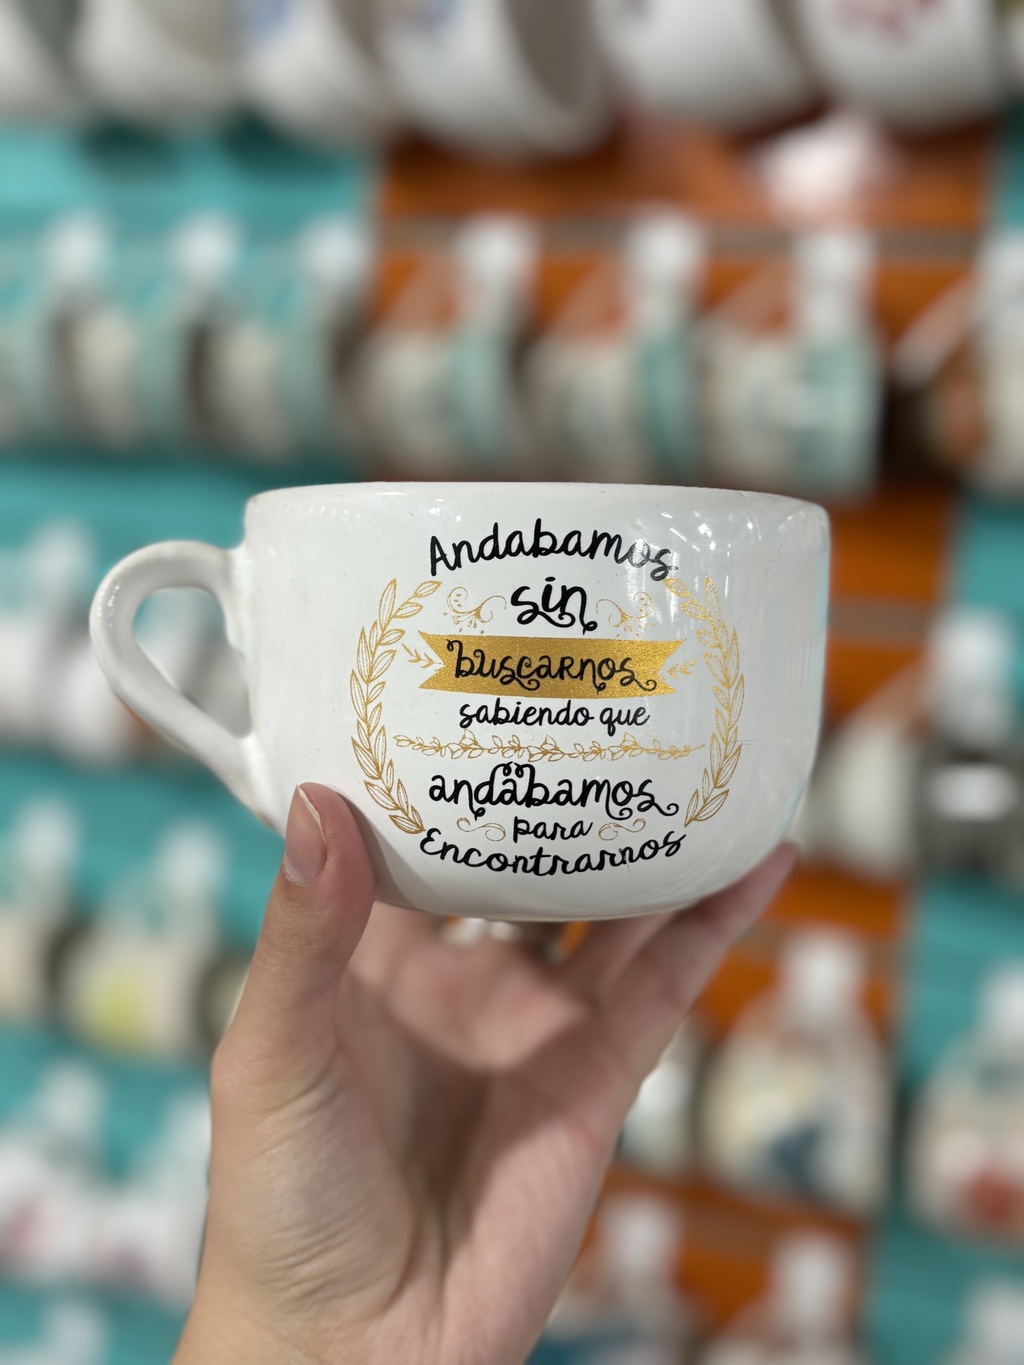 Andabamos
sin
buscarnos
sabiendo que
andábamos
para
Encontrarnos